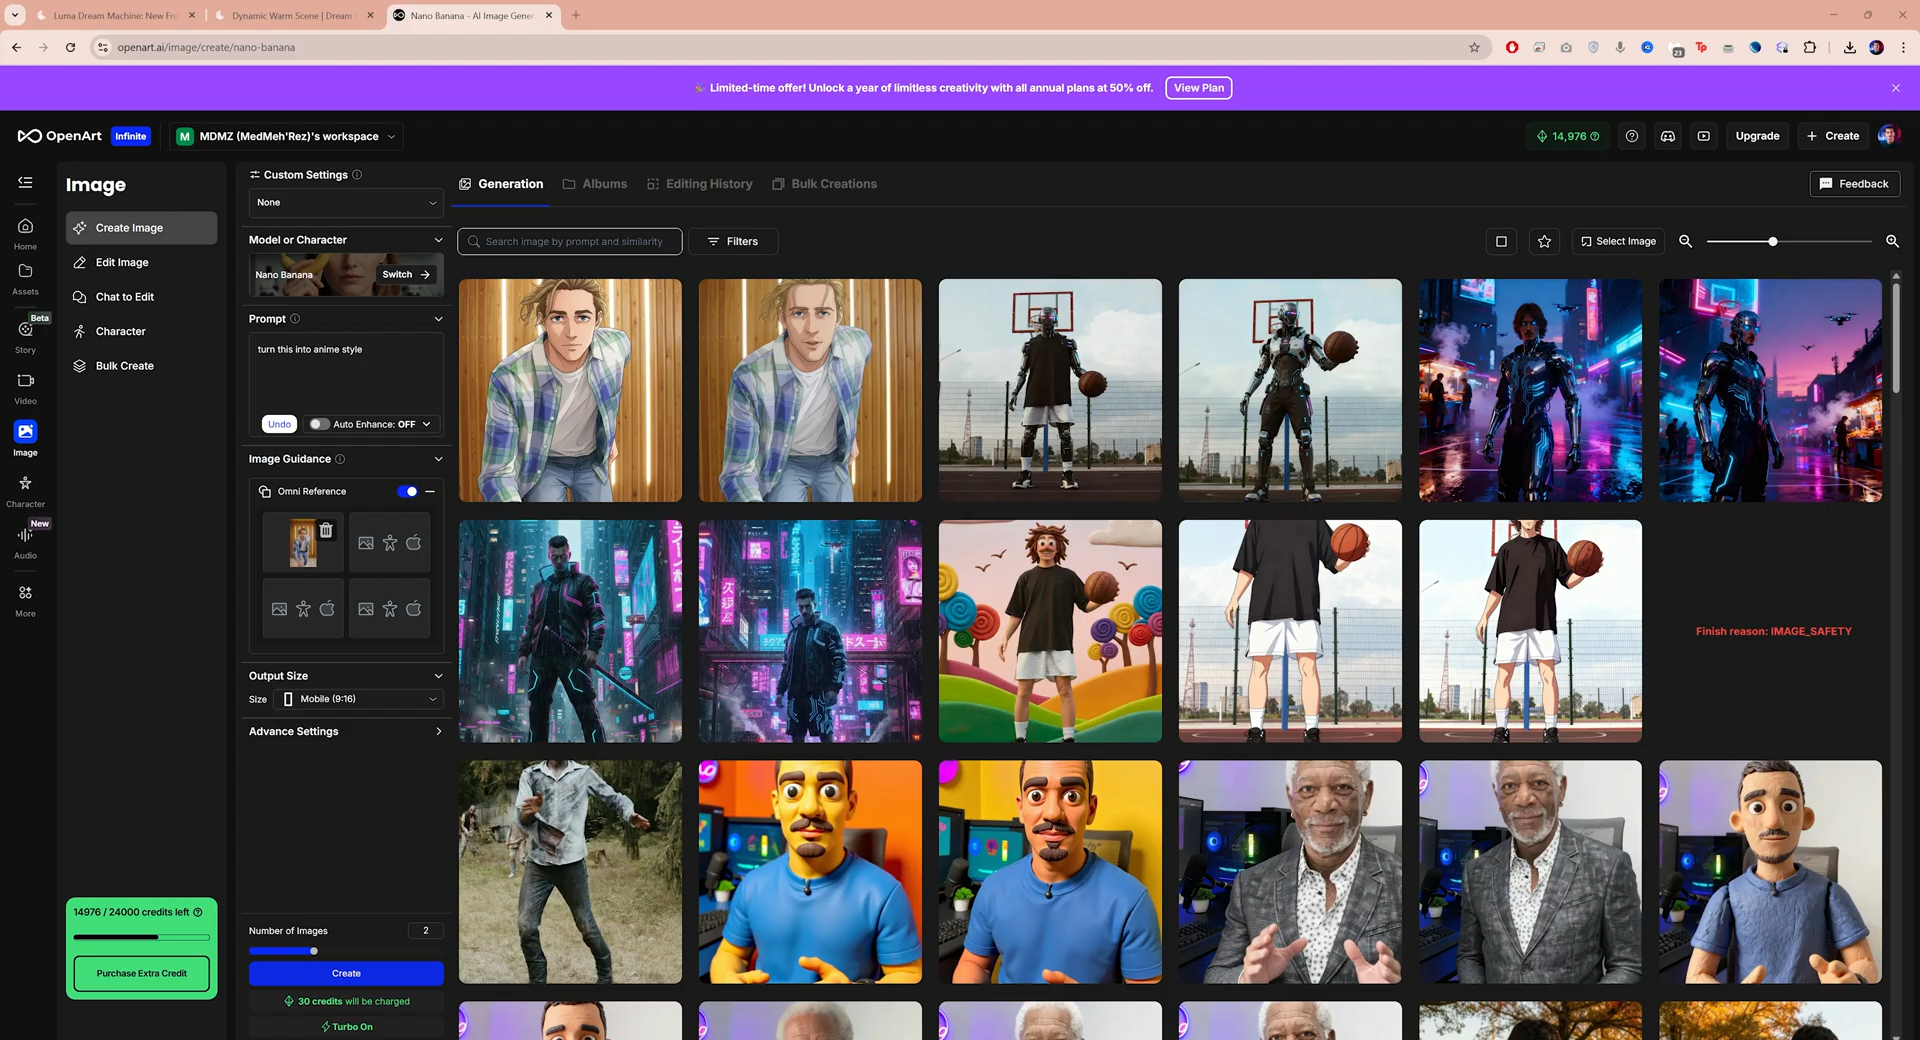 Luma Dream Machine: New Fre
Dynamic Warm Scene | Dream
Nano Banana - AI Image Gener
openart.ai/image/create/nano-banana
23
Tp
Limited-time offer! Unlock a year of limitless creativity with all annual plans at 50% off.
View Plan
OpenArt
Infinite
M
MDMZ (MedMeh'Rez)'s workspace
14,976
Upgrade
Create
Home
Assets
Beta
Story
Video
Image
Character
New
Audio
More
Image
Create Image
Edit Image
Chat to Edit
Character
Bulk Create
14976 / 24000 credits left
Purchase Extra Credit
Custom Settings
None
Model or Character
Nano Banana
Switch
Prompt
turn this into anime style
Undo
Auto Enhance: OFF
Image Guidance
Omni Reference
Output Size
Size
Mobile (9:16)
Advance Settings
Number of Images
2
Create
30 credits will be charged
Turbo On
Generation
Albums
Editing History
Bulk Creations
Feedback
Search image by prompt and similarity
Filters
Select Image
Finish reason: IMAGE_SAFETY